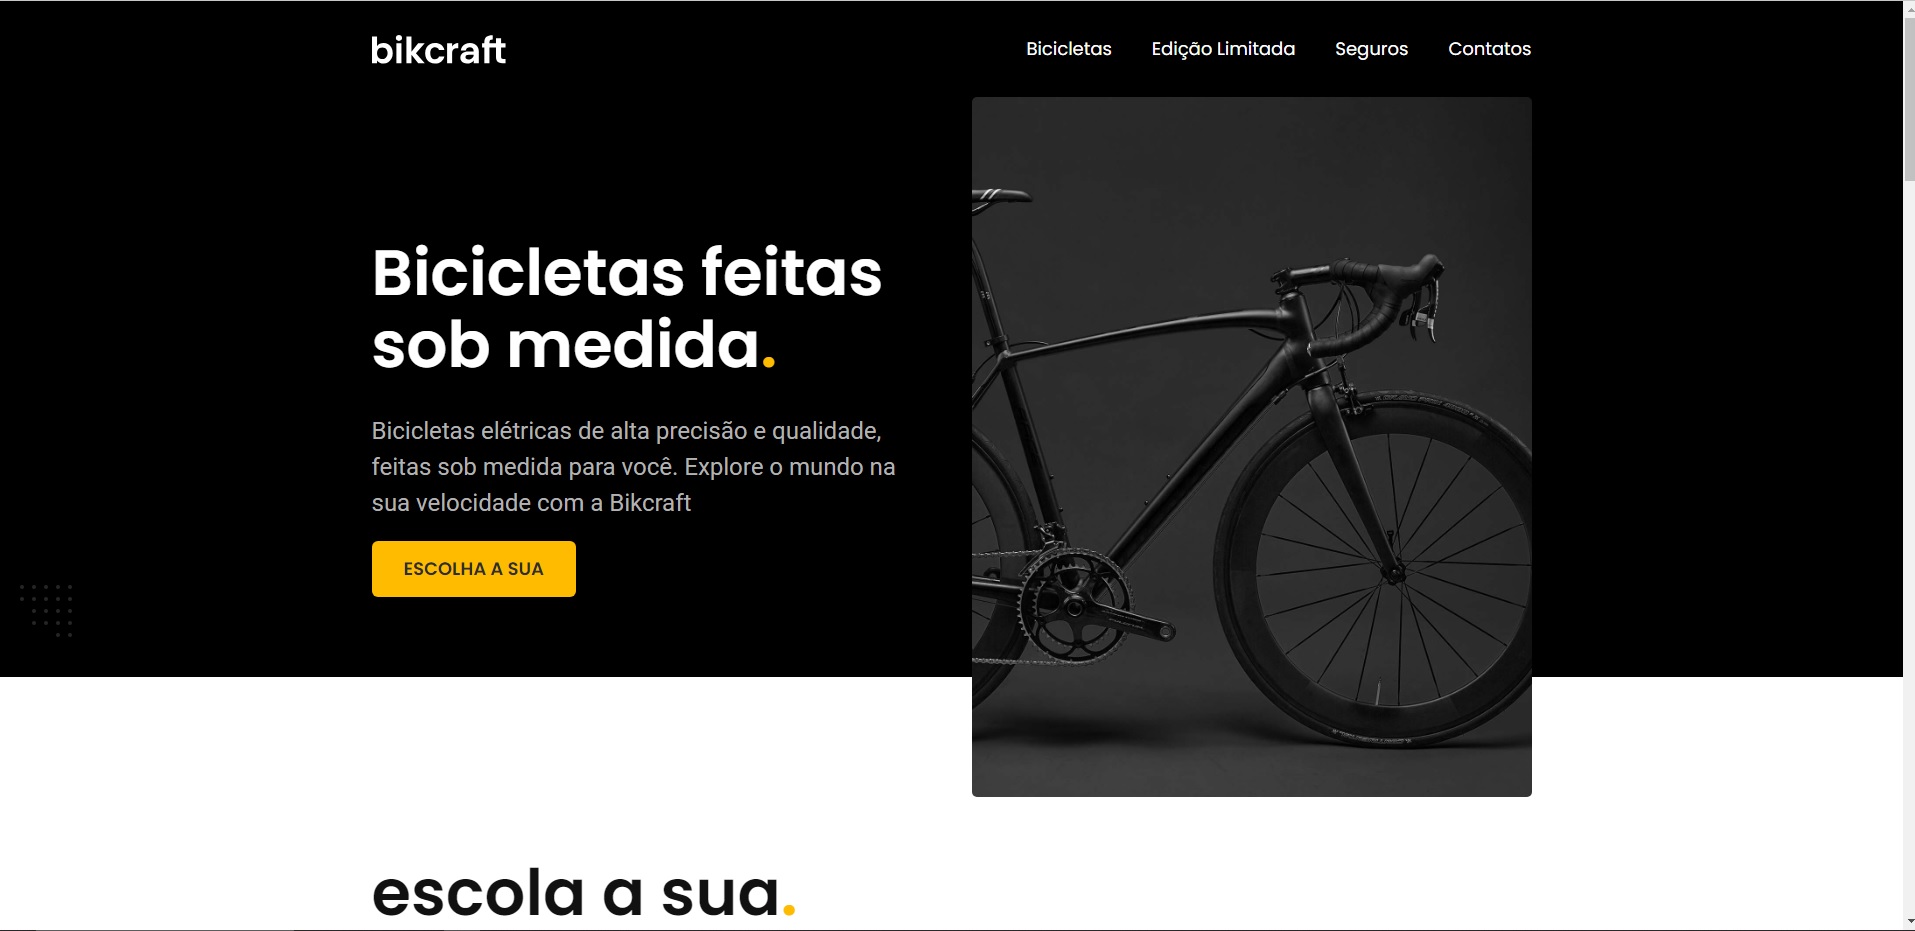 bikcraft
Bicicletas Edição Limitada Seguros Contatos
Bicicletas feitas
sob medida.
Bicicletas elétricas de alta precisão e qualidade,
feitas sob medida para você. Explore o mundo na
sua velocidade com a Bikcraft
ESCOLHA A SUA
escola a sua.